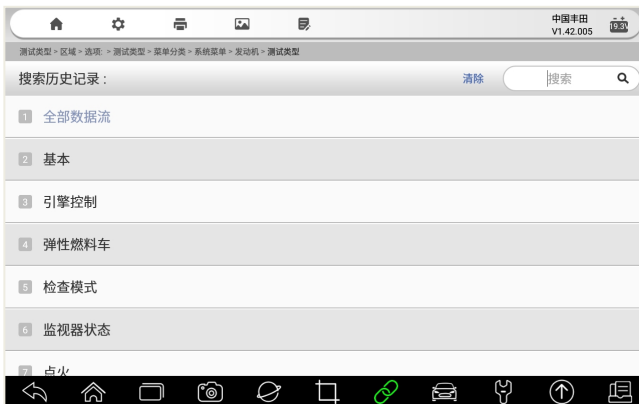 中国丰田
V1.42.005
19.3V
测试类型 > 区域 > 选项: > 测试类型 > 菜单分类 > 系统菜单 > 发动机 > 测试类型
搜索历史记录 :
清除
搜索
1 全部数据流
2 基本
3 引擎控制
4 弹性燃料车
5 检查模式
6 监视器状态
7 点火